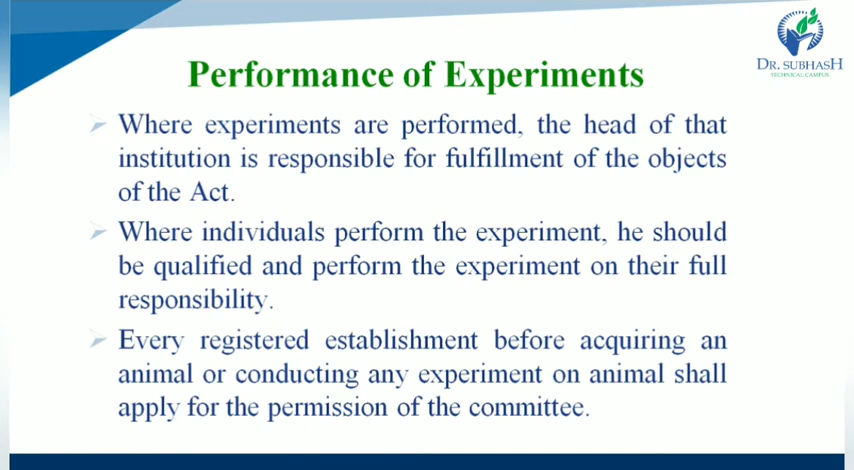 DR. SUBHASH
TECHNICAL CAMPUS
Performance of Experiments
Where experiments are performed, the head of that
institution is responsible for fulfillment of the objects
of the Act.
Where individuals perform the experiment, he should
be qualified and perform the experiment on their full
responsibility.
Every registered establishment before acquiring an
animal or conducting any experiment on animal shall
apply for the permission of the committee.